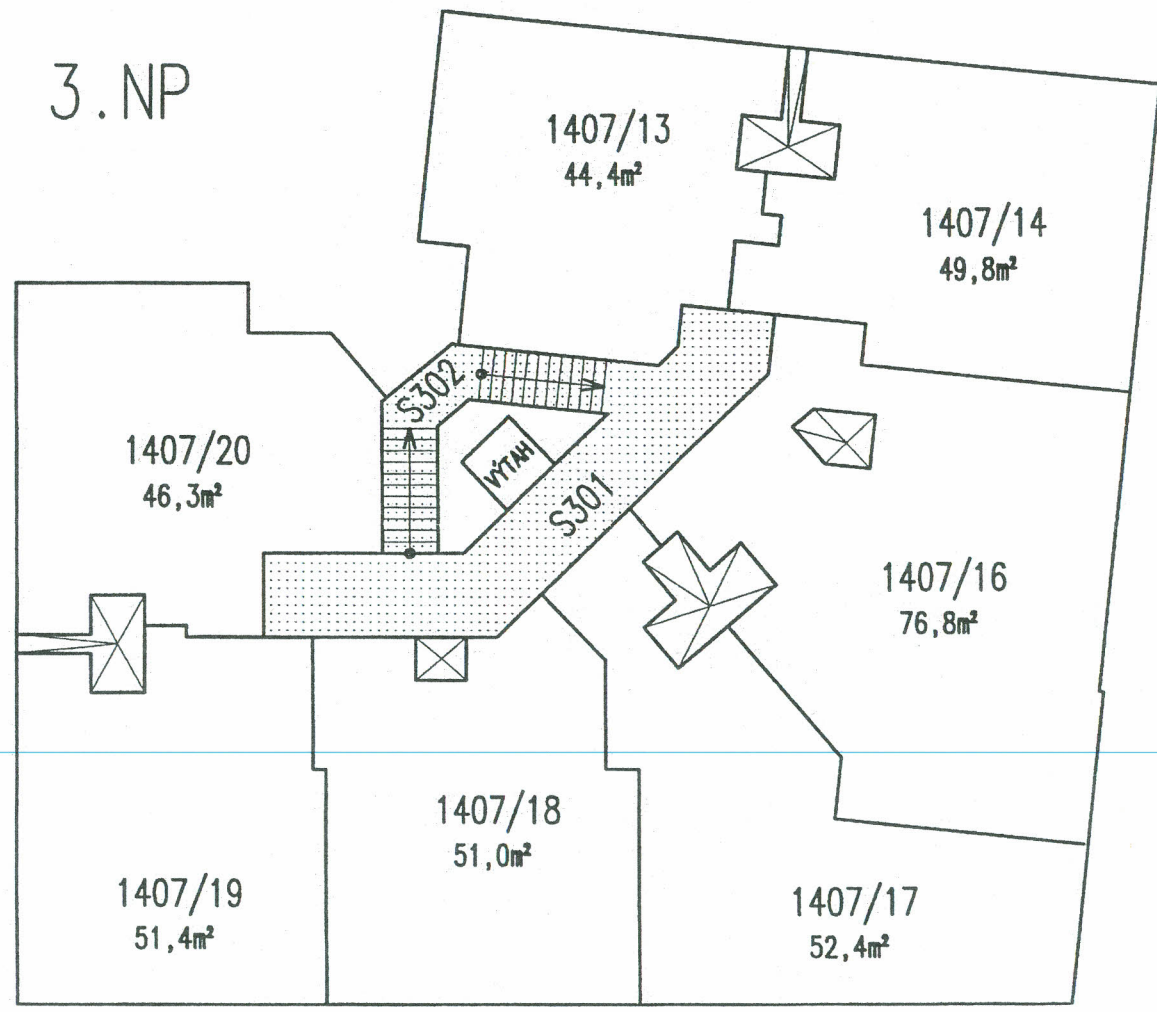 3.NP
1407/13
44,4m²
1407/14
49,8m²
S302
1407/20
46,3m²
VÝTAH
S301
1407/16
76,8m²
1407/18
51,0m²
1407/19
51,4m²
1407/17
52,4m²